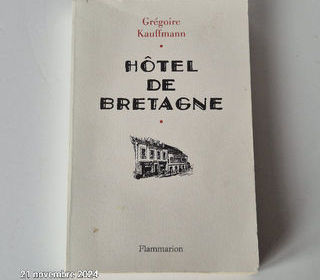 Grégoire
Kauffmann
HÔTEL
DE
BRETAGNE
Flammarion
21 novembre 2024